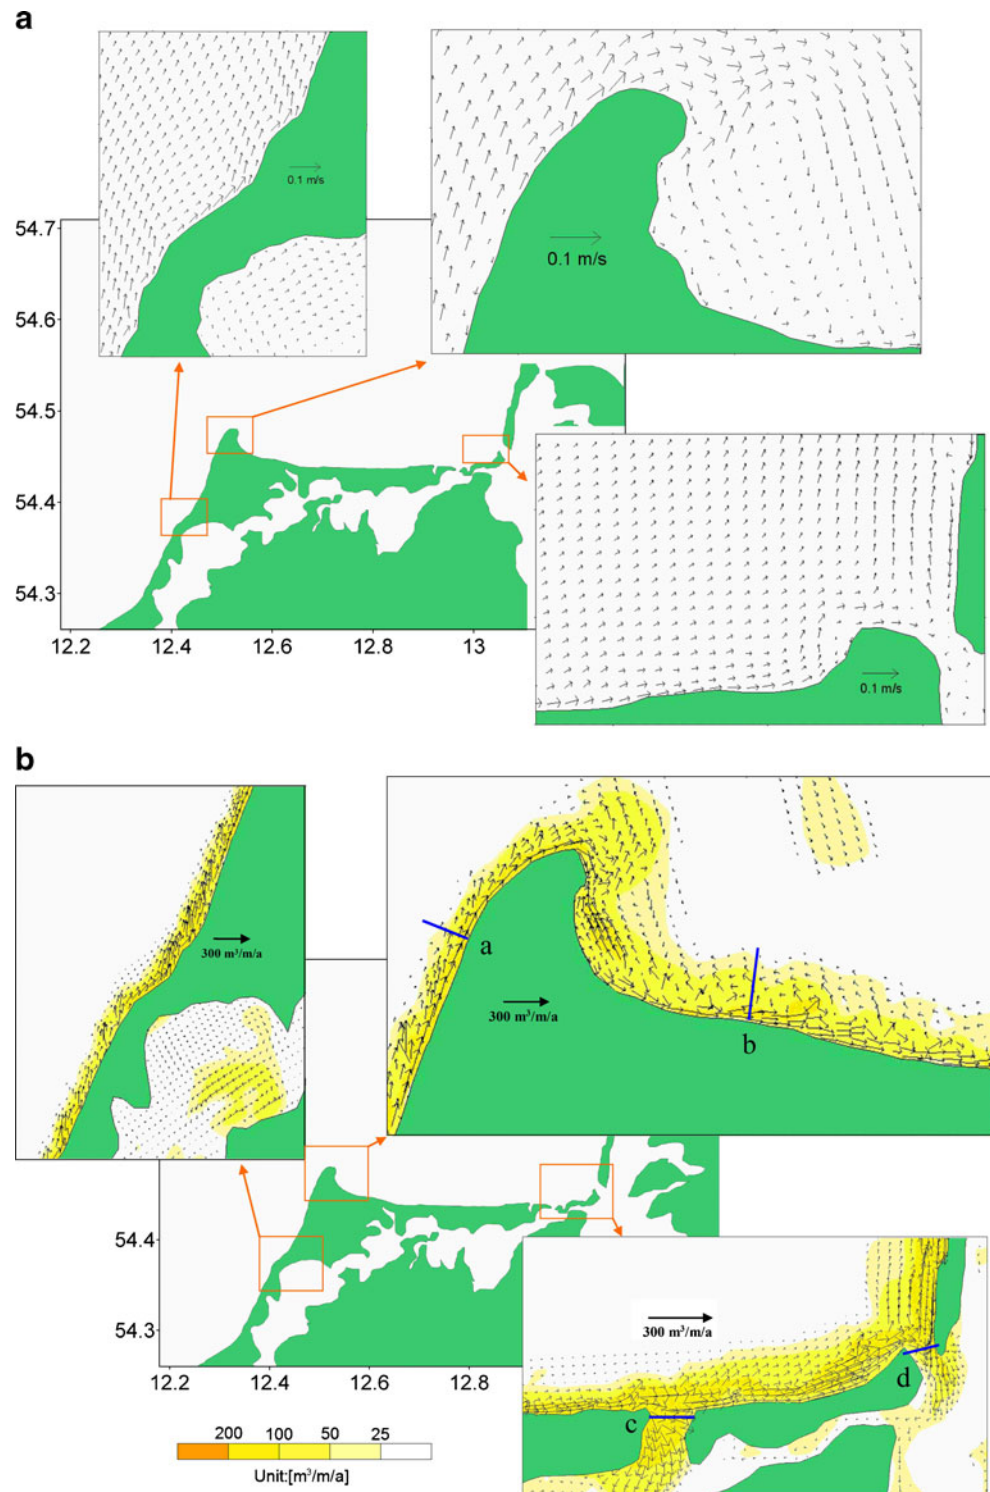 a
0.1 m/s
0.1 m/s
54.7
54.6
54.5
54.4
54.3
12.2 12.4 12.6 12.8 13
0.1 m/s
b
300 m³/m/a
a
300 m³/m/a
b
54.4
54.3
12.2 12.4 12.6 12.8
300 m³/m/a
d
c
200 100 50 25
Unit:[m³/m/a]